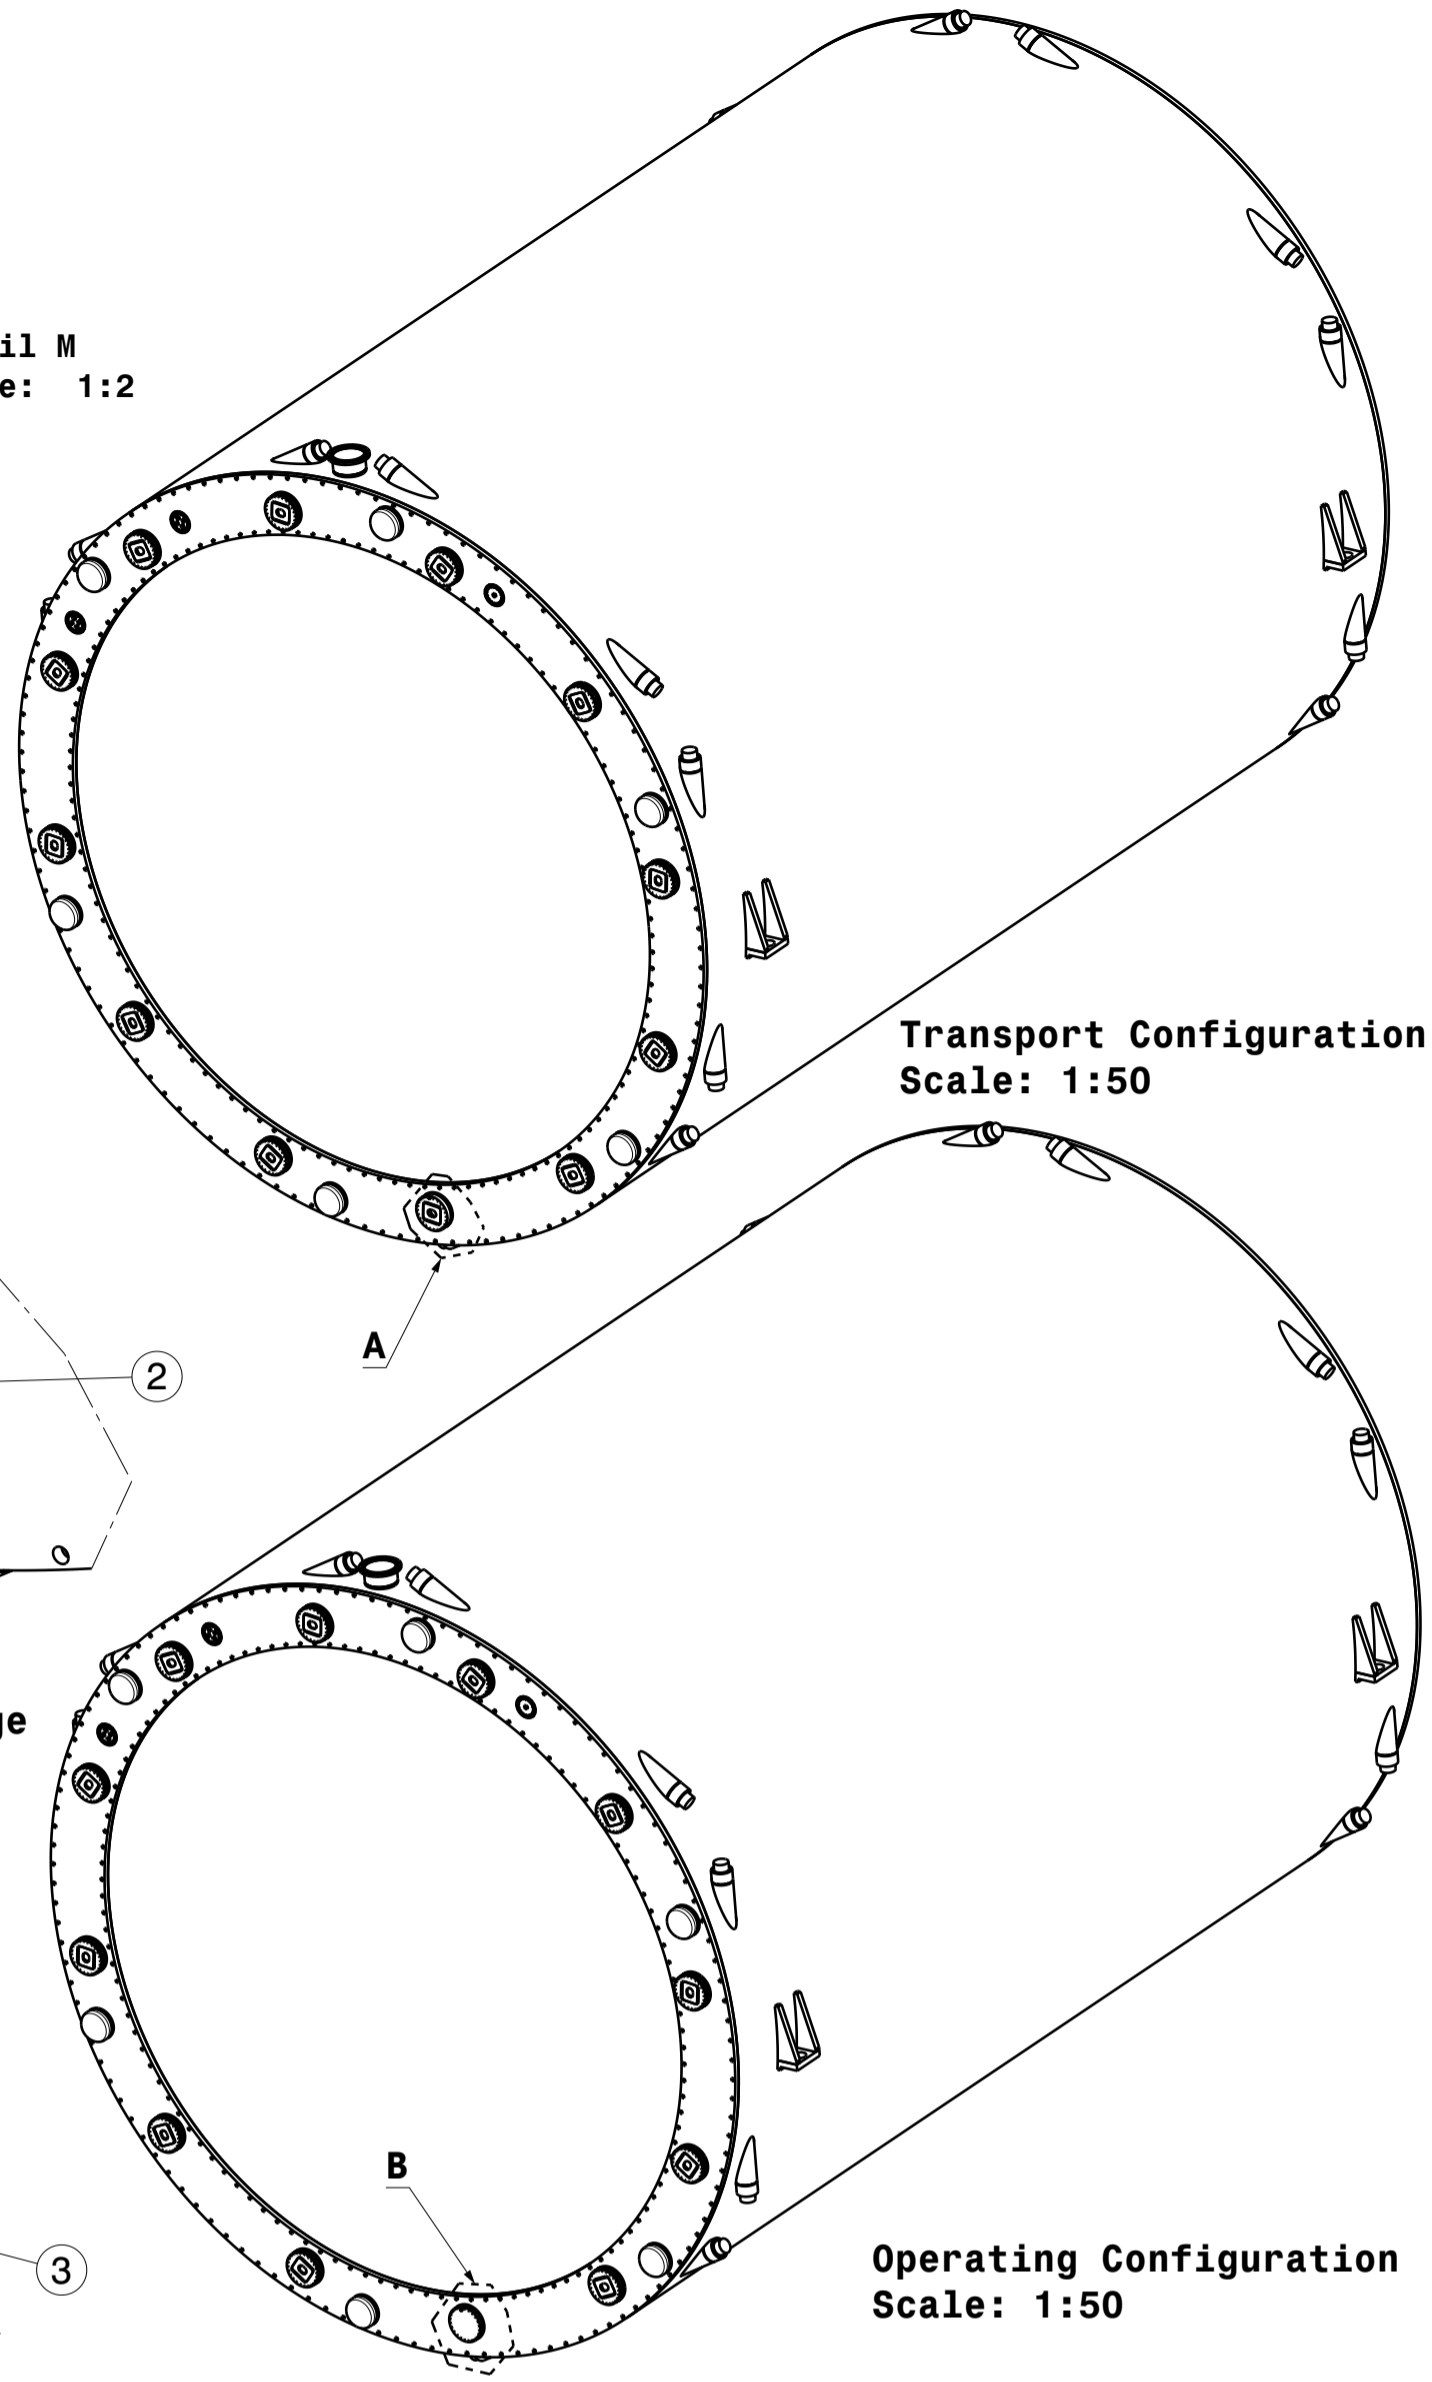 il M
e: 1:2
Transport Configuration
Scale: 1:50
A
2
ge
B
3
Operating Configuration
Scale: 1:50